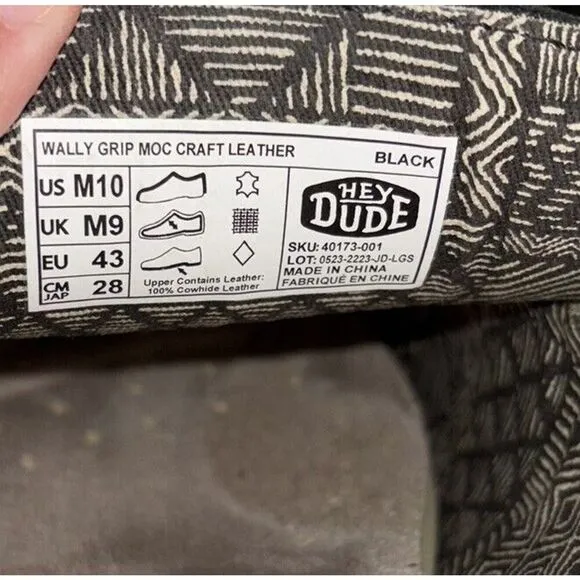 WALLY GRIP MOC CRAFT LEATHER BLACK
US M10
UK M9
EU 43
CM JAP 28
Upper Contains Leather:
100% Cowhide Leather
HEY
DUDE
SKU: 40173-001
LOT: 0523-2223-JD-LGS
MADE IN CHINA
FABRIQUÉ EN CHINE